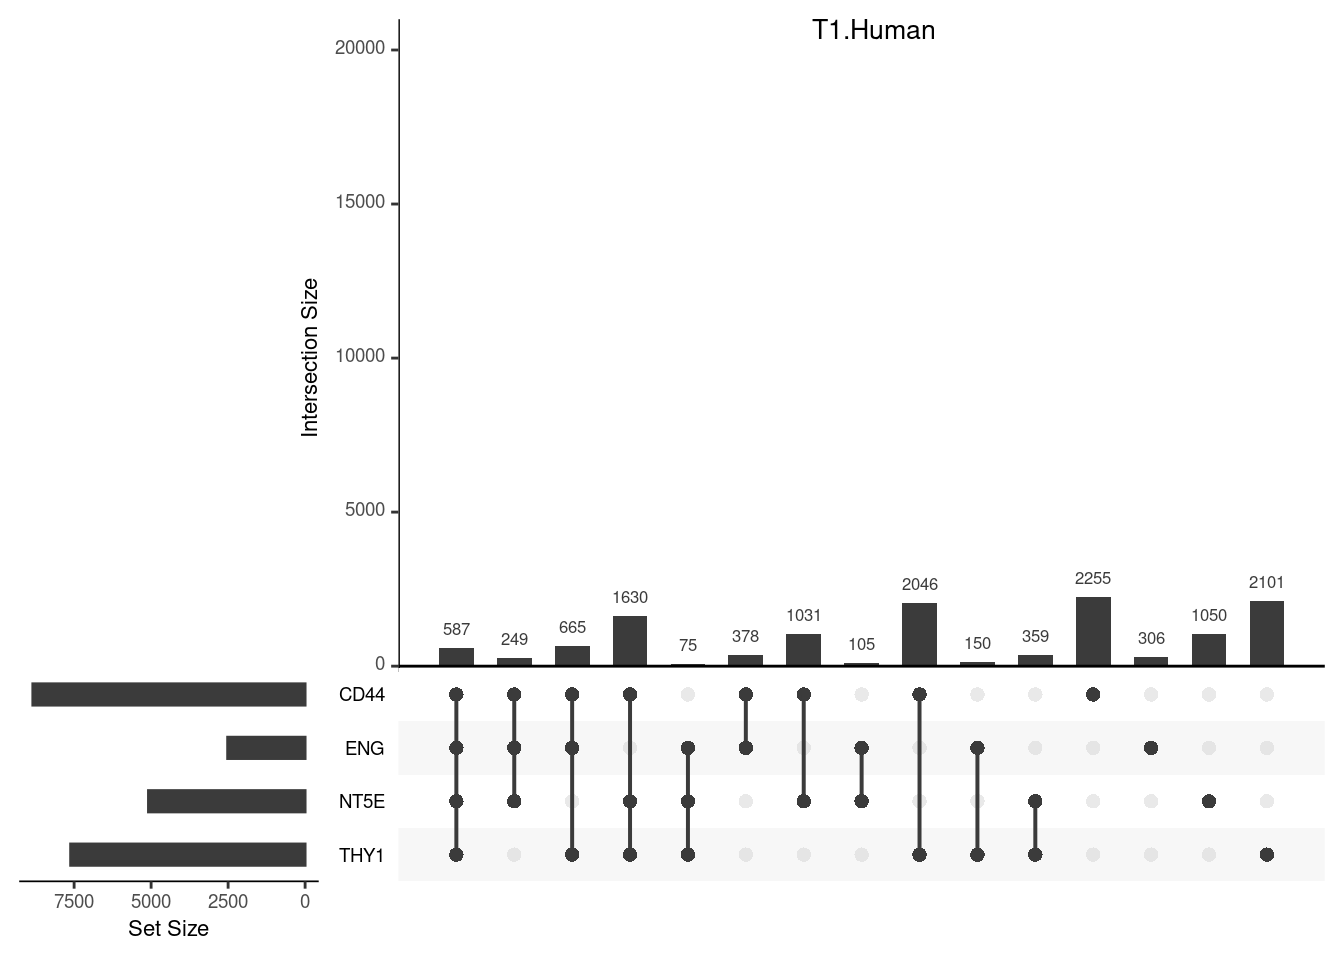 T1.Human
20000
15000
10000
5000
0
Intersection Size
587 249 665 1630 75 378 1031 105 2046 150 359 2255 306 1050 2101
CD44
ENG
NT5E
THY1
7500 5000 2500 0
Set Size